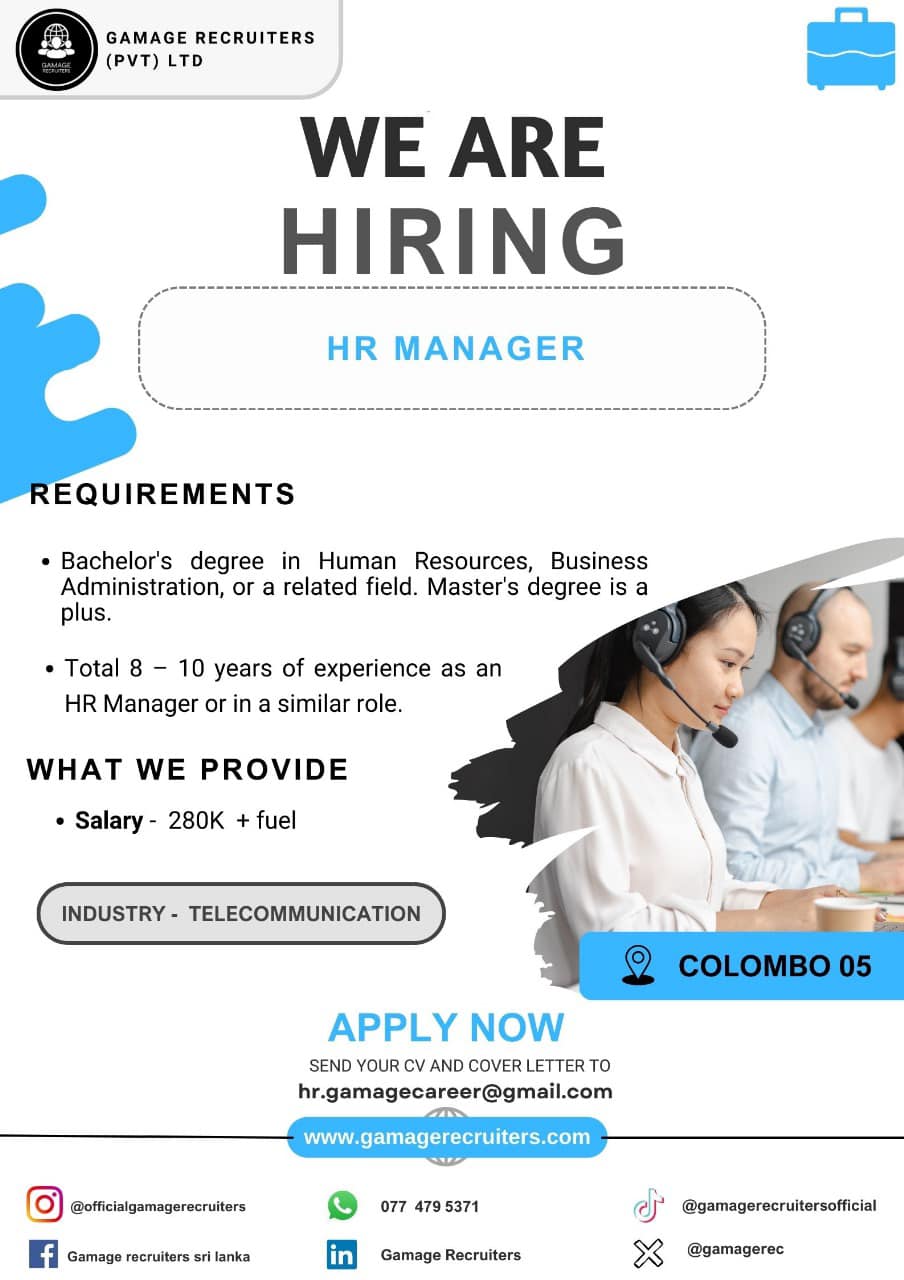 GAMAGE RECRUITERS
(PVT) LTD
GAMAGE
RECRUITERS
WE ARE
HIRING
HR MANAGER
REQUIREMENTS
• Bachelor's degree in Human Resources, Business
Administration, or a related field. Master's degree is a
plus.
• Total 8 – 10 years of experience as an
HR Manager or in a similar role.
WHAT WE PROVIDE
• Salary - 280K + fuel
INDUSTRY - TELECOMMUNICATION
COLOMBO 05
APPLY NOW
SEND YOUR CV AND COVER LETTER TO
hr.gamagecareer@gmail.com
www.gamagerecruiters.com
@officialgamagerecruiters
077 479 5371
@gamagerecruitersofficial
Gamage recruiters sri lanka
in
Gamage Recruiters
@gamagerec